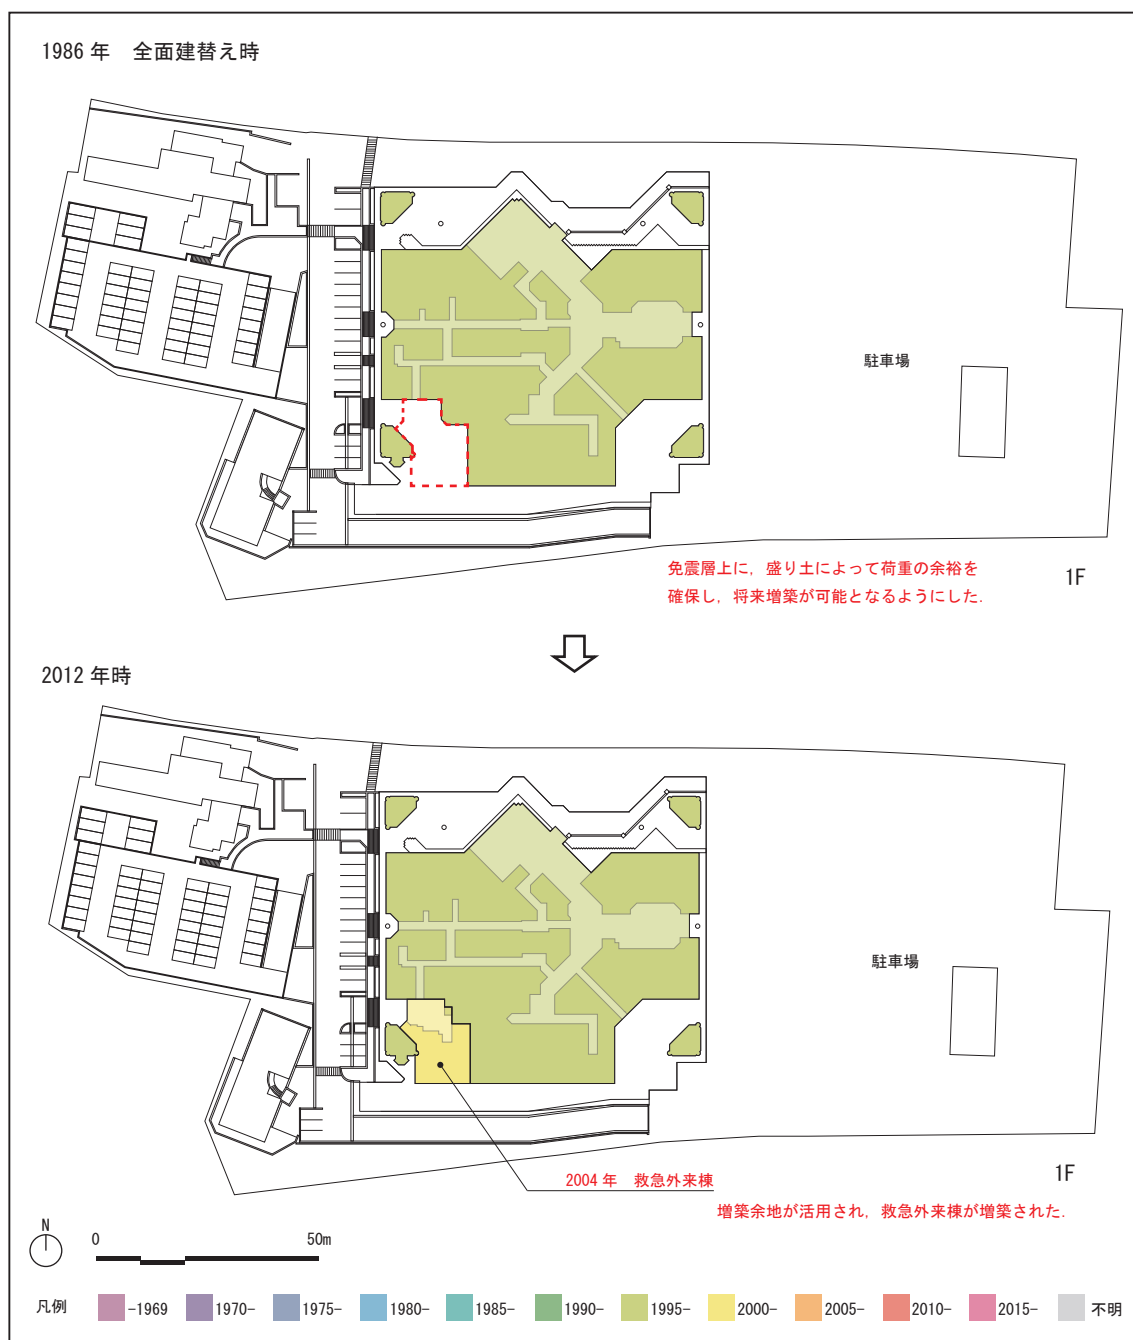 1986 年　全面建替え時
駐車場
免震層上に，盛り土によって荷重の余裕を
確保し，将来増築が可能となるようにした.
1F
2012 年時
駐車場
2004 年　救急外来棟
1F
増築余地が活用され，救急外来棟が増築された.
N
0　50m
凡例　-1969　1970-　1975-　1980-　1985-　1990-　1995-　2000-　2005-　2010-　2015-　不明